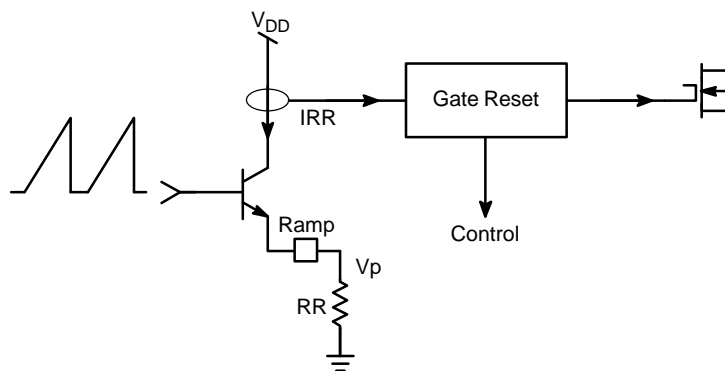 VDD
Gate Reset
IRR
Ramp
Control
Vp
RR